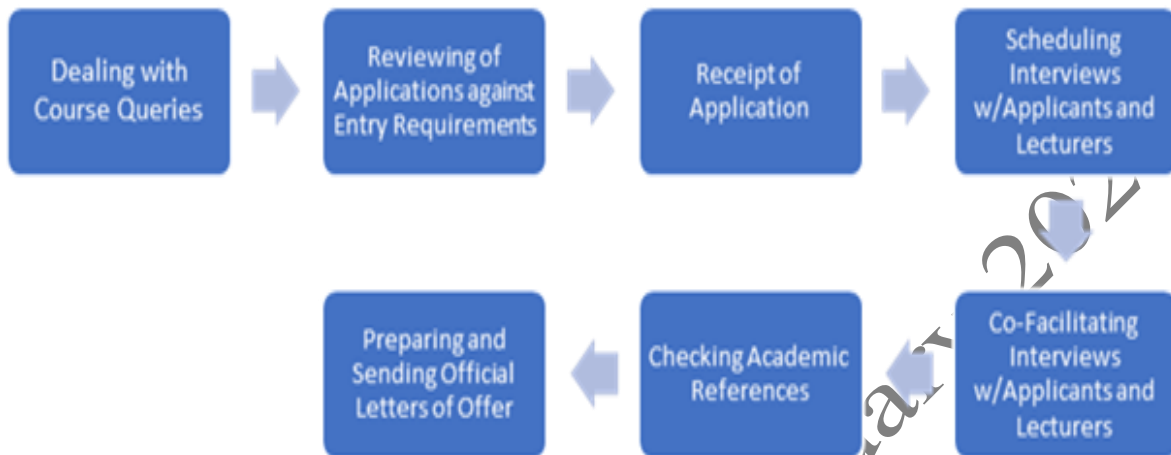 Dealing with
Course Queries
Reviewing of
Applications against
Entry Requirements
Receipt of
Application
Scheduling
Interviews
w/Applicants and
Lecturers
Co-Facilitating
Interviews
w/Applicants and
Lecturers
Checking Academic
References
Preparing and
Sending Official
Letters of Offer